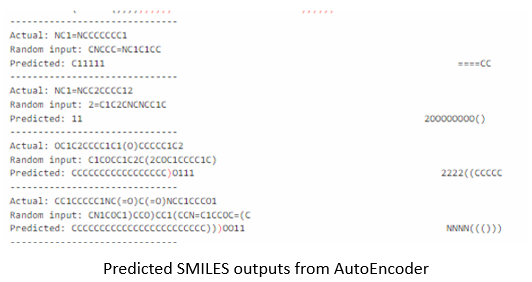 ------------------------------
Actual: NC1=NCCCCCCC1
Random input: CNCCC=NC1C1CC
Predicted: C11111 ====CC
------------------------------
Actual: NC1=NCC2CCCC12
Random input: 2=C1C2CNCNCC1C
Predicted: 11 200000000()
------------------------------
Actual: OC1C2CCCC1C1(O)CCCCC1C2
Random input: C1COCC1C2C(2COC1CCCC1C)
Predicted: CCCCCCCCCCCCCCCCC)O111 2222((CCCCC
------------------------------
Actual: CC1CCCCC1NC(=O)C(=O)NCC1CCCO1
Random input: CN1COC1)CCO)CC1(CCN=C1CCOC=(C
Predicted: CCCCCCCCCCCCCCCCCCCCCCCC)))OO11 NNNN((()))
------------------------------
Predicted SMILES outputs from AutoEncoder